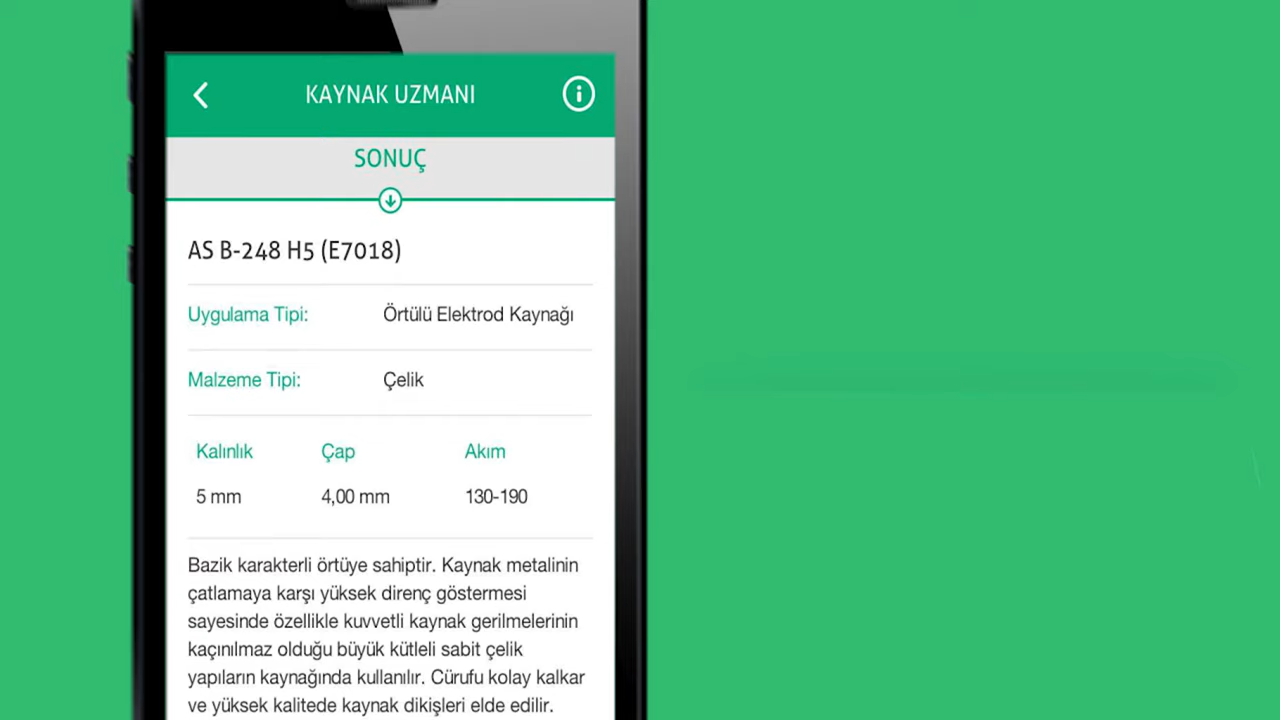 KAYNAK UZMANI
SONUÇ
AS B-248 H5 (E7018)
Uygulama Tipi: Örtülü Elektrod Kaynağı
Malzeme Tipi: Çelik
Kalınlık Çap Akım
5 mm 4,00 mm 130-190
Bazik karakterli örtüye sahiptir. Kaynak metalinin
çatlamaya karşı yüksek direnç göstermesi
sayesinde özellikle kuvvetli kaynak gerilmelerinin
kaçınılmaz olduğu büyük kütleli sabit çelik
yapıların kaynağında kullanılır. Cürufu kolay kalkar
ve yüksek kalitede kaynak dikişleri elde edilir.